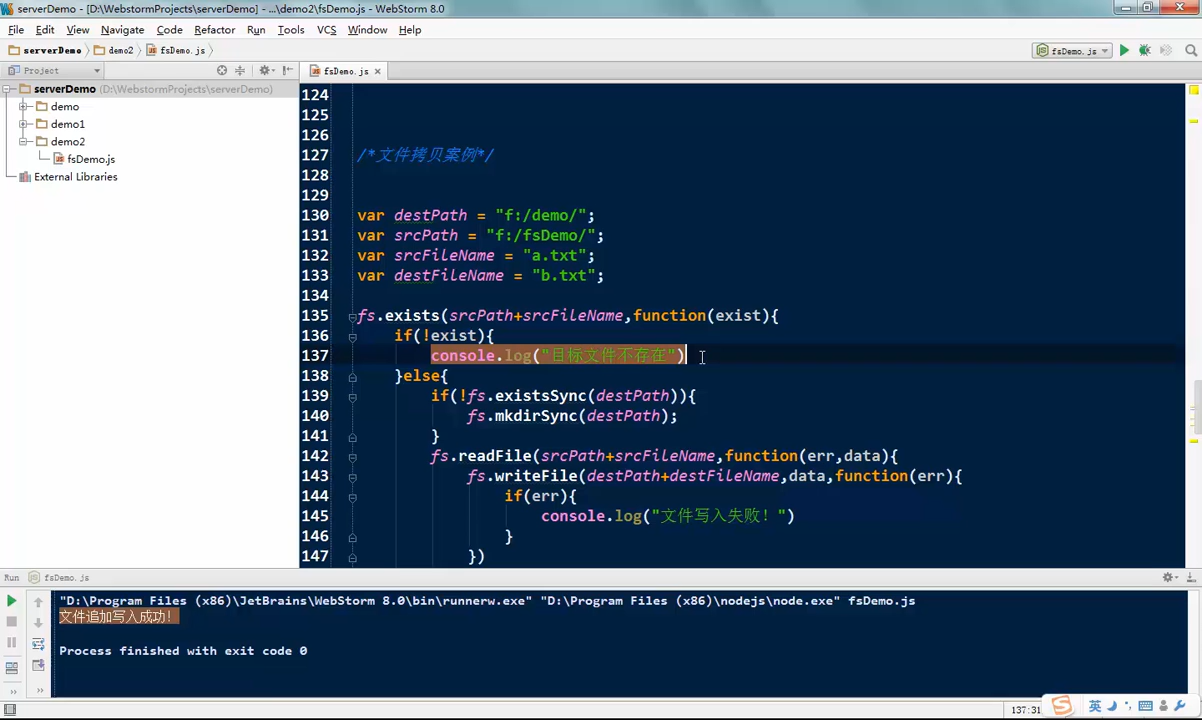 serverDemo - [D:\WebstormProjects\serverDemo] - ...\demo2\fsDemo.js - WebStorm 8.0
File Edit View Navigate Code Refactor Run Tools VCS Window Help
serverDemo demo2 fsDemo.js fsDemo.js
Project fsDemo.js
serverDemo (D:\WebstormProjects\serverDemo)
demo
demo1
demo2
fsDemo.js
External Libraries
124
125
126
127 /*文件拷贝案例*/
128
129
130 var destPath = "f:/demo/";
131 var srcPath = "f:/fsDemo/";
132 var srcFileName = "a.txt";
133 var destFileName = "b.txt";
134
135 fs.exists(srcPath+srcFileName,function(exist){
136 if(!exist){
137 console.log("目标文件不存在")
138 }else{
139 if(!fs.existsSync(destPath)){
140 fs.mkdirSync(destPath);
141 }
142 fs.readFile(srcPath+srcFileName,function(err,data){
143 fs.writeFile(destPath+destFileName,data,function(err){
144 if(err){
145 console.log("文件写入失败！")
146 }
147 })
Run fsDemo.js
"D:\Program Files (x86)\JetBrains\WebStorm 8.0\bin\runnerw.exe" "D:\Program Files (x86)\nodejs\node.exe" fsDemo.js
文件追加写入成功！
Process finished with exit code 0
137:31
英